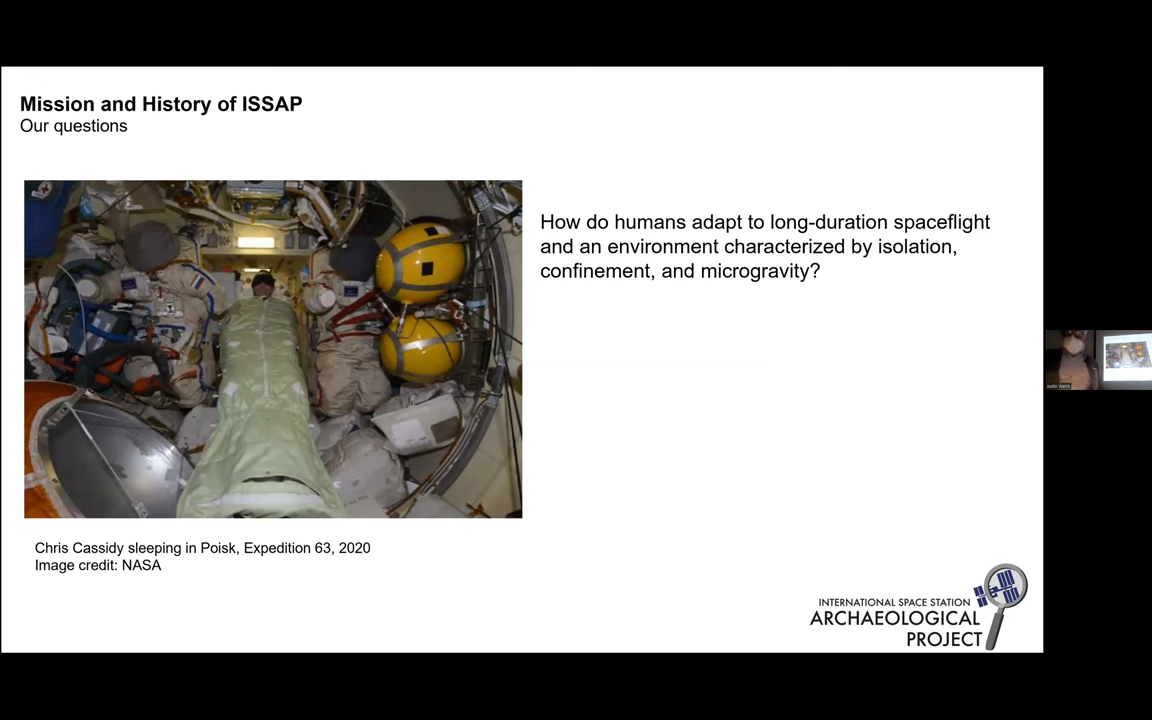 Mission and History of ISSAP
Our questions
How do humans adapt to long-duration spaceflight
and an environment characterized by isolation,
confinement, and microgravity?
Chris Cassidy sleeping in Poisk, Expedition 63, 2020
Image credit: NASA
INTERNATIONAL SPACE STATION
ARCHAEOLOGICAL
PROJECT
Justin Walsh